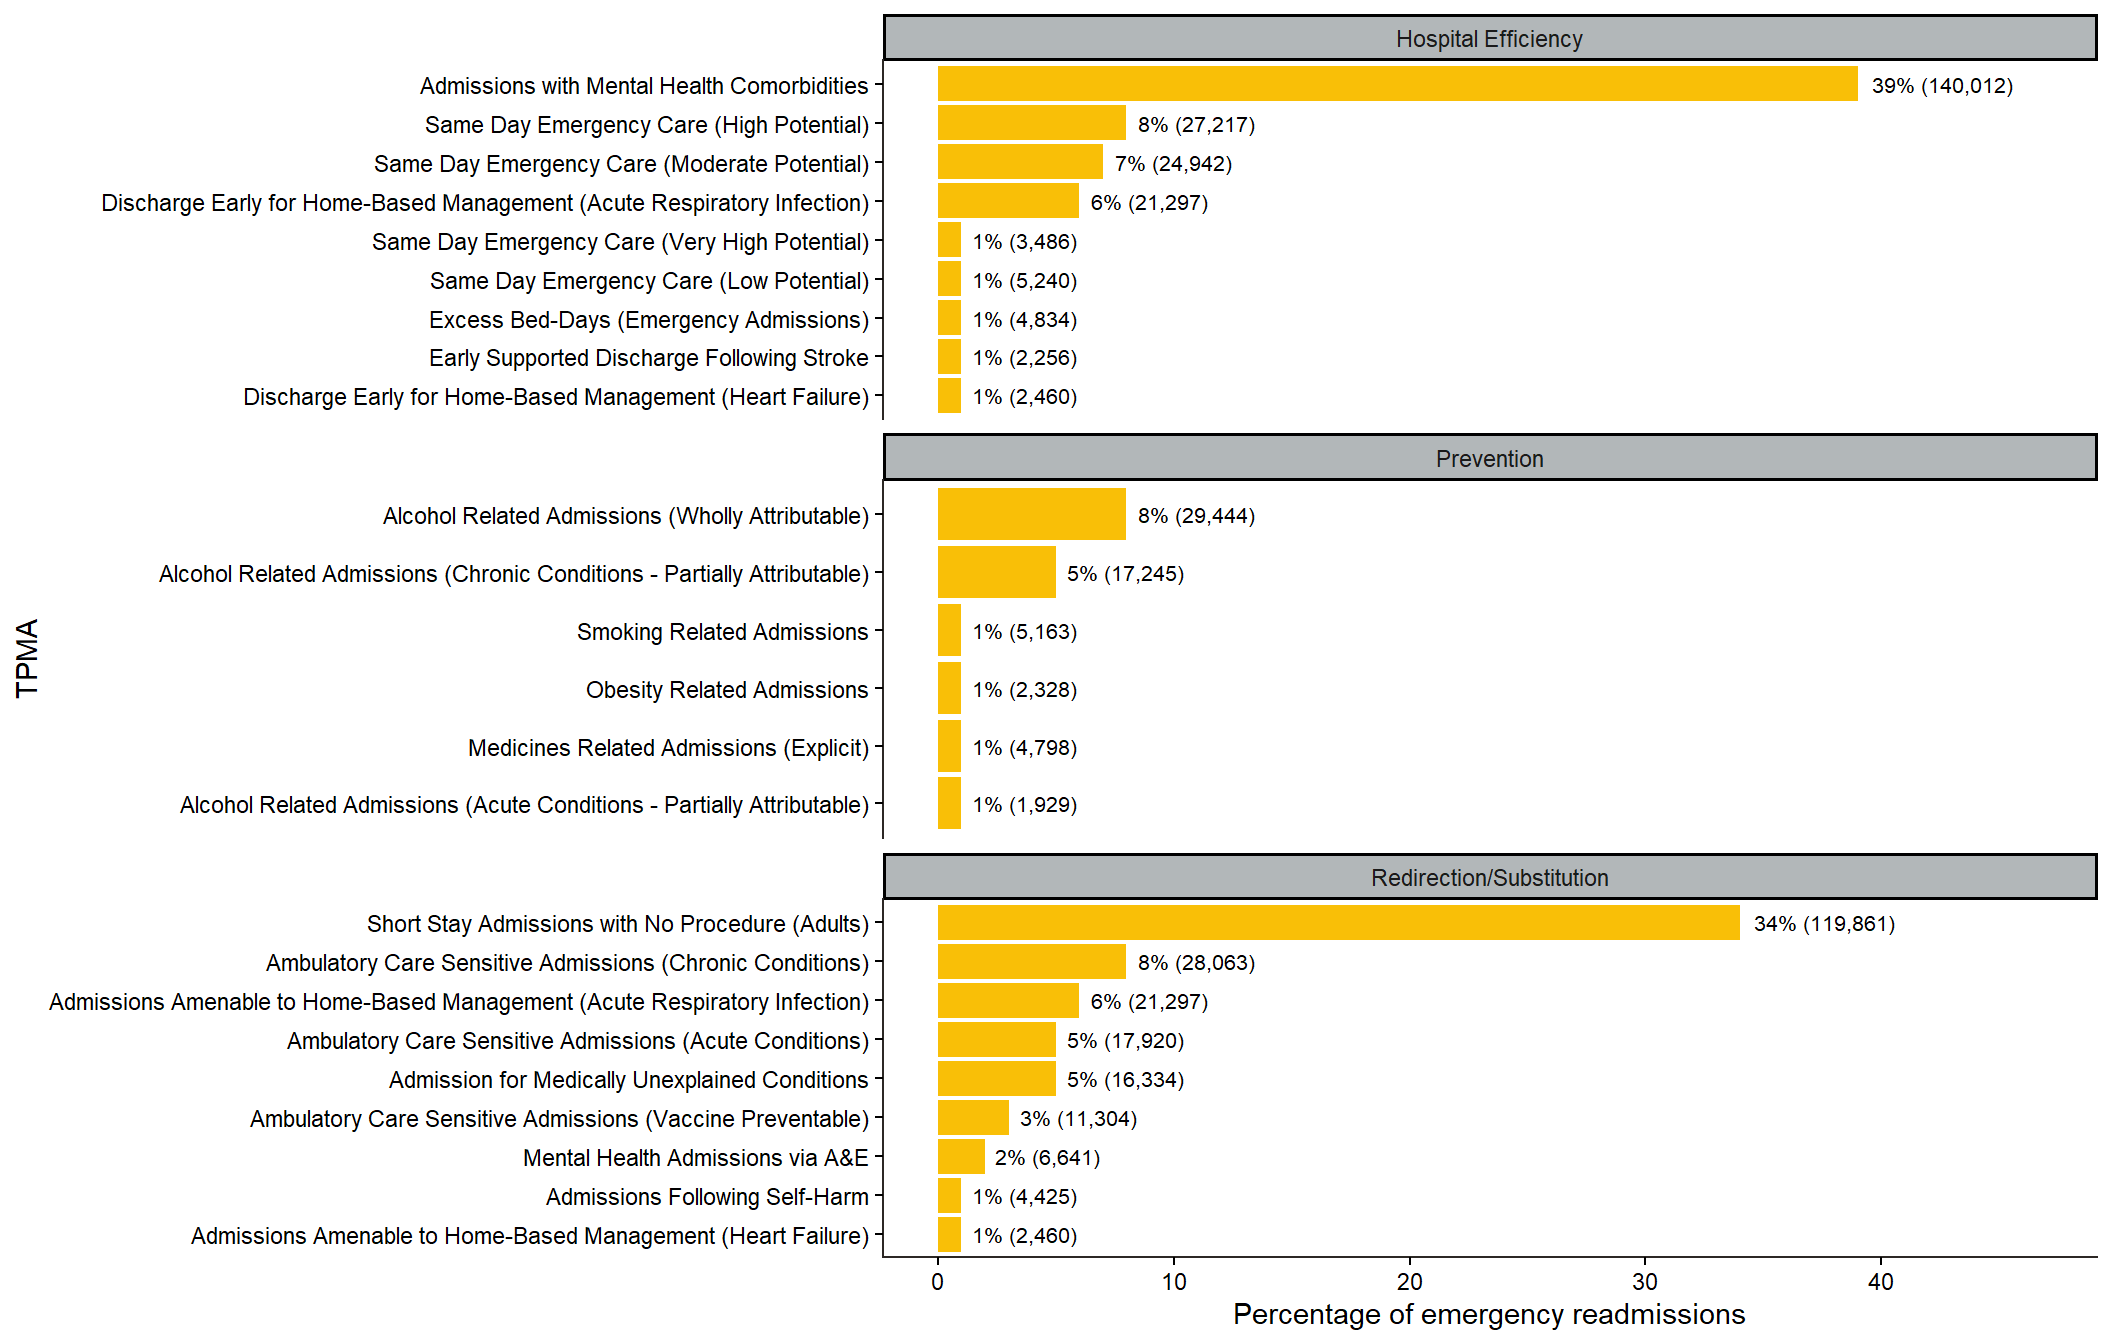 Hospital Efficiency
Admissions with Mental Health Comorbidities 39% (140,012)
Same Day Emergency Care (High Potential) 8% (27,217)
Same Day Emergency Care (Moderate Potential) 7% (24,942)
Discharge Early for Home-Based Management (Acute Respiratory Infection) 6% (21,297)
Same Day Emergency Care (Very High Potential) 1% (3,486)
Same Day Emergency Care (Low Potential) 1% (5,240)
Excess Bed-Days (Emergency Admissions) 1% (4,834)
Early Supported Discharge Following Stroke 1% (2,256)
Discharge Early for Home-Based Management (Heart Failure) 1% (2,460)
Prevention
Alcohol Related Admissions (Wholly Attributable) 8% (29,444)
Alcohol Related Admissions (Chronic Conditions - Partially Attributable) 5% (17,245)
Smoking Related Admissions 1% (5,163)
Obesity Related Admissions 1% (2,328)
Medicines Related Admissions (Explicit) 1% (4,798)
Alcohol Related Admissions (Acute Conditions - Partially Attributable) 1% (1,929)
TPMA
Redirection/Substitution
Short Stay Admissions with No Procedure (Adults) 34% (119,861)
Ambulatory Care Sensitive Admissions (Chronic Conditions) 8% (28,063)
Admissions Amenable to Home-Based Management (Acute Respiratory Infection) 6% (21,297)
Ambulatory Care Sensitive Admissions (Acute Conditions) 5% (17,920)
Admission for Medically Unexplained Conditions 5% (16,334)
Ambulatory Care Sensitive Admissions (Vaccine Preventable) 3% (11,304)
Mental Health Admissions via A&E 2% (6,641)
Admissions Following Self-Harm 1% (4,425)
Admissions Amenable to Home-Based Management (Heart Failure) 1% (2,460)
0 10 20 30 40
Percentage of emergency readmissions